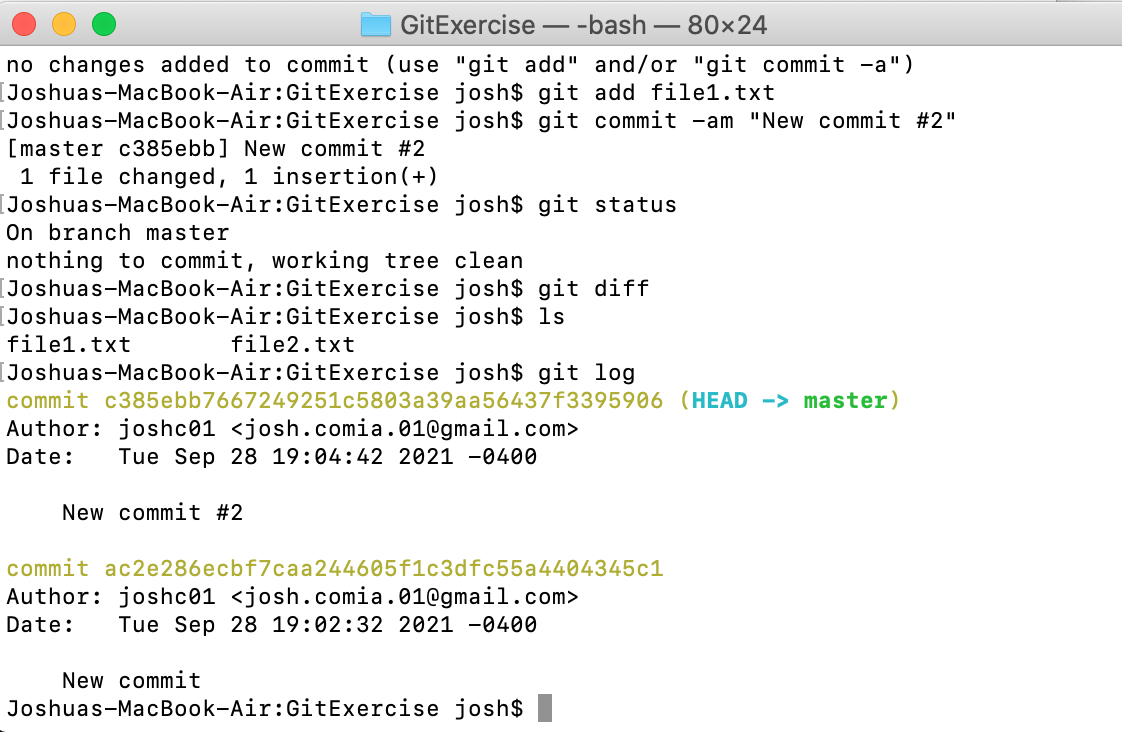 GitExercise — -bash — 80×24
no changes added to commit (use "git add" and/or "git commit -a")
[Joshuas-MacBook-Air:GitExercise josh$ git add file1.txt
[Joshuas-MacBook-Air:GitExercise josh$ git commit -am "New commit #2"
[master c385ebb] New commit #2
 1 file changed, 1 insertion(+)
[Joshuas-MacBook-Air:GitExercise josh$ git status
On branch master
nothing to commit, working tree clean
[Joshuas-MacBook-Air:GitExercise josh$ git diff
[Joshuas-MacBook-Air:GitExercise josh$ ls
file1.txt       file2.txt
[Joshuas-MacBook-Air:GitExercise josh$ git log
commit c385ebb7667249251c5803a39aa56437f3395906 (HEAD -> master)
Author: joshc01 <josh.comia.01@gmail.com>
Date:   Tue Sep 28 19:04:42 2021 -0400

    New commit #2

commit ac2e286ecbf7caa244605f1c3dfc55a4404345c1
Author: joshc01 <josh.comia.01@gmail.com>
Date:   Tue Sep 28 19:02:32 2021 -0400

    New commit
Joshuas-MacBook-Air:GitExercise josh$